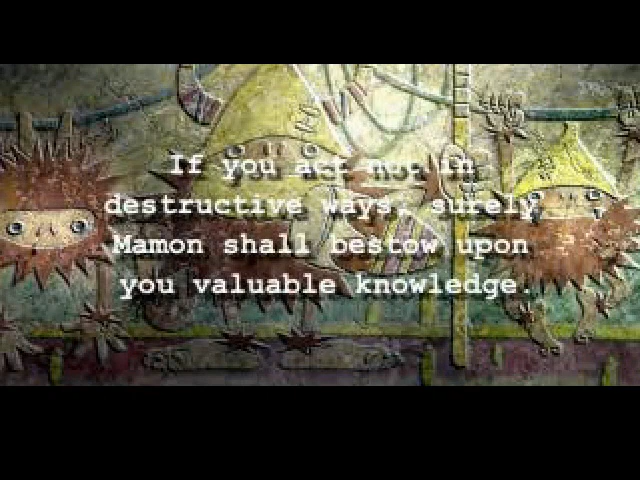 If you act not in
destructive ways, surely
Mamon shall bestow upon
you valuable knowledge.